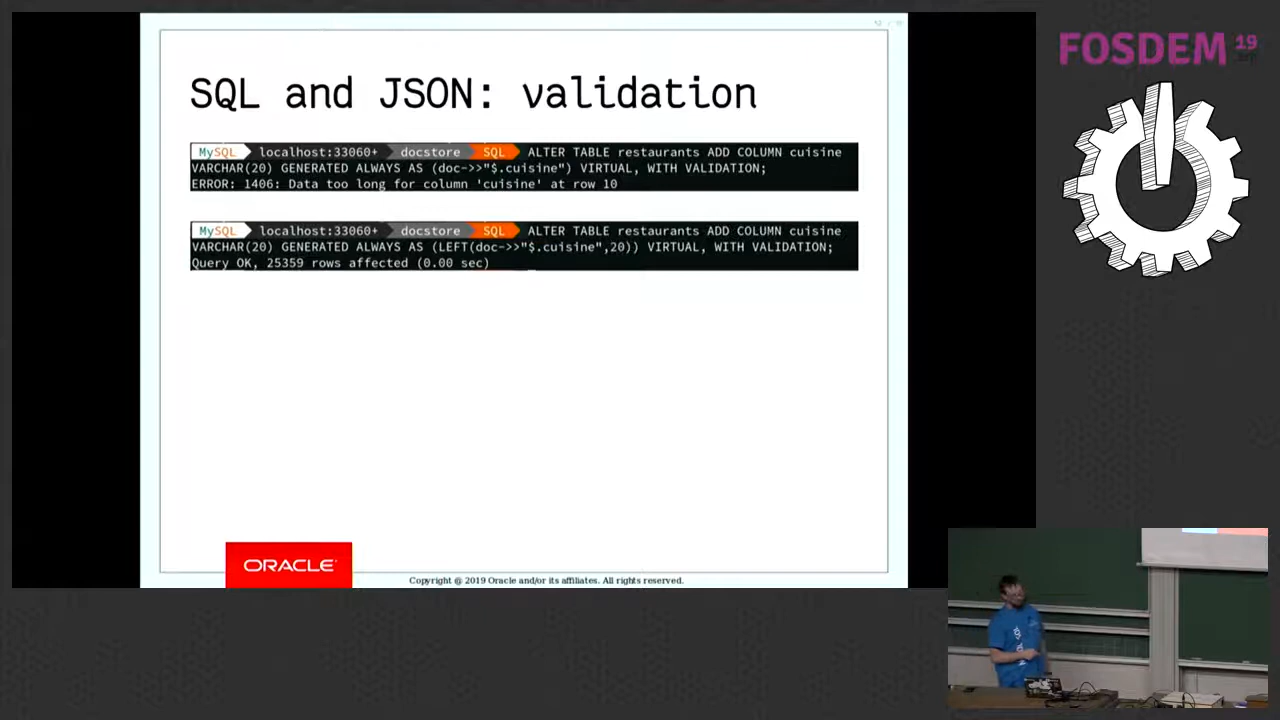 FOSDEM 19
SQL and JSON: validation
MySQL localhost:33060+ docstore SQL ALTER TABLE restaurants ADD COLUMN cuisine
VARCHAR(20) GENERATED ALWAYS AS (doc->>"$.cuisine") VIRTUAL, WITH VALIDATION;
ERROR: 1406: Data too long for column 'cuisine' at row 10
MySQL localhost:33060+ docstore SQL ALTER TABLE restaurants ADD COLUMN cuisine
VARCHAR(20) GENERATED ALWAYS AS (LEFT(doc->>"$.cuisine",20)) VIRTUAL, WITH VALIDATION;
Query OK, 25359 rows affected (0.00 sec)
ORACLE
Copyright @ 2019 Oracle and/or its affiliates. All rights reserved.